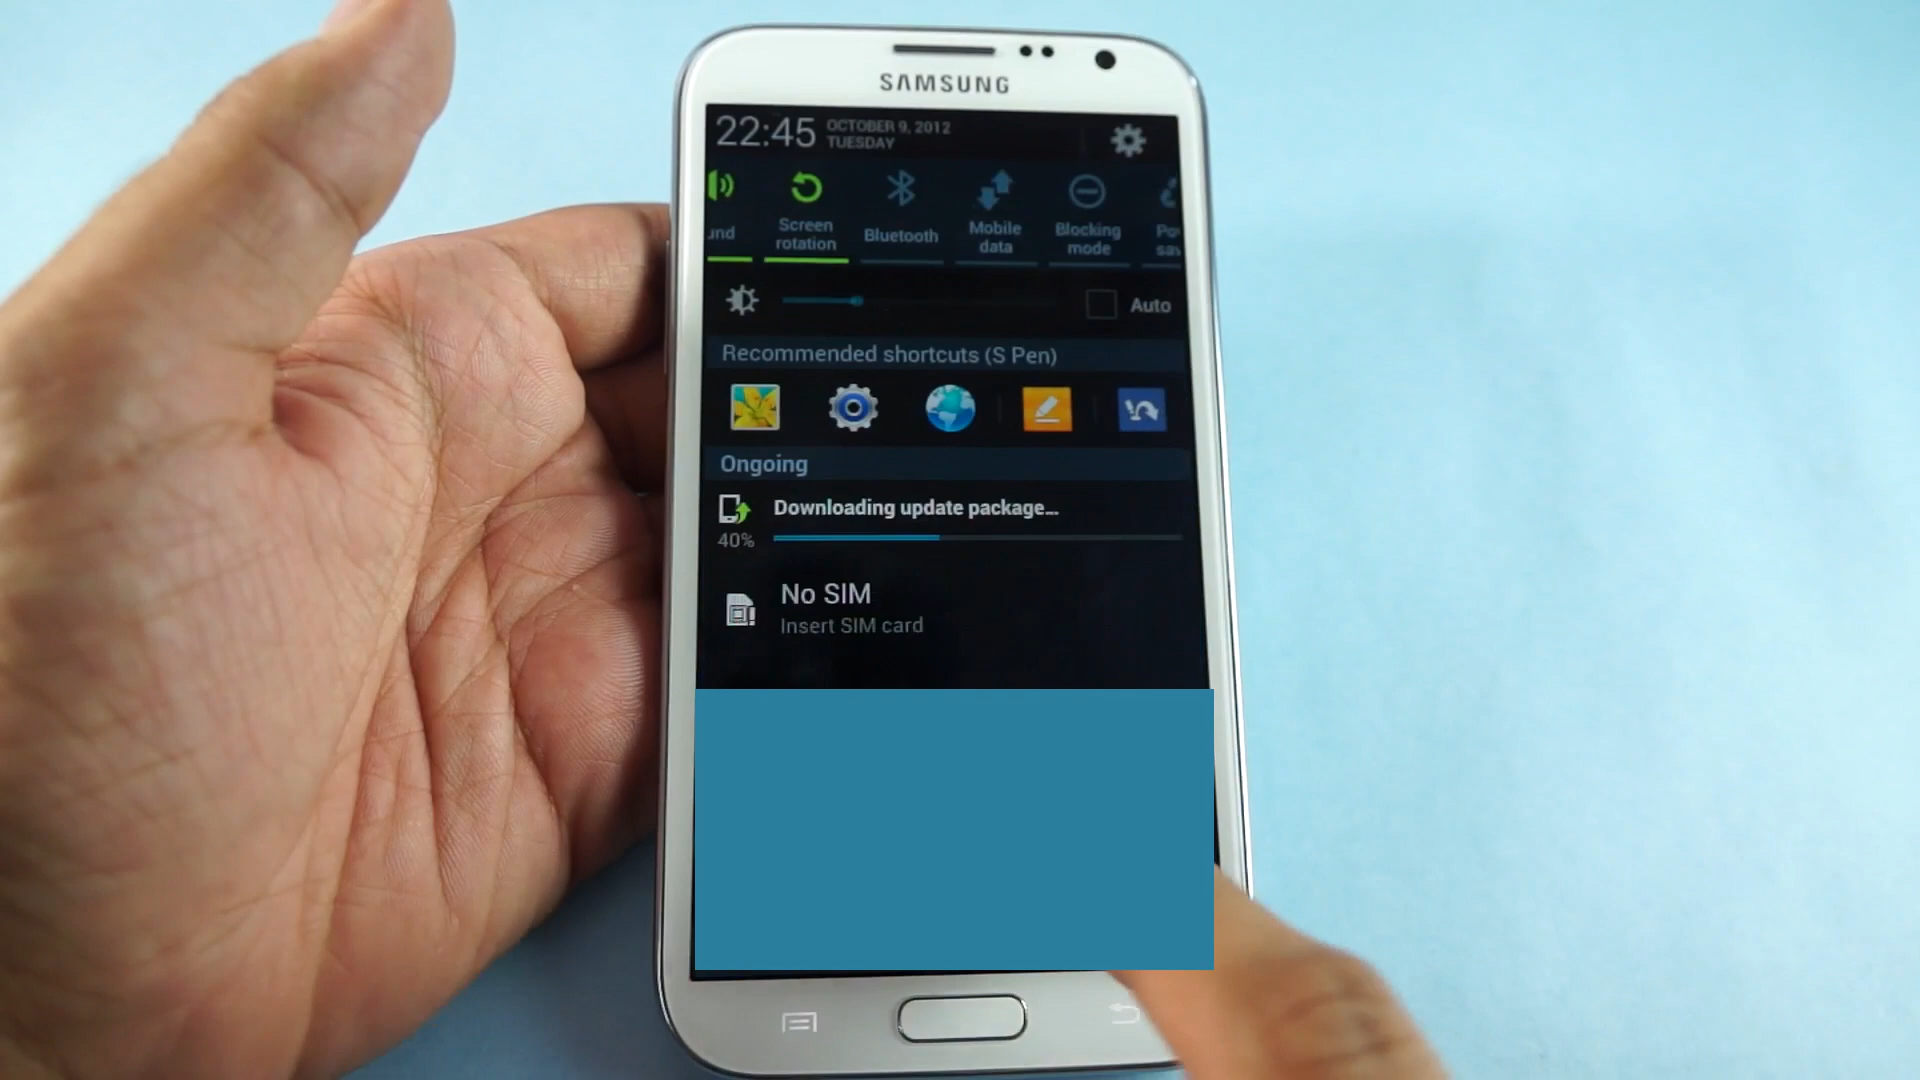 SAMSUNG
22:45
OCTOBER 9, 2012
TUESDAY
Screen
rotation
Bluetooth
Mobile
data
Blocking
mode
Auto
Recommended shortcuts (S Pen)
Ongoing
Downloading update package...
40%
No SIM
Insert SIM card